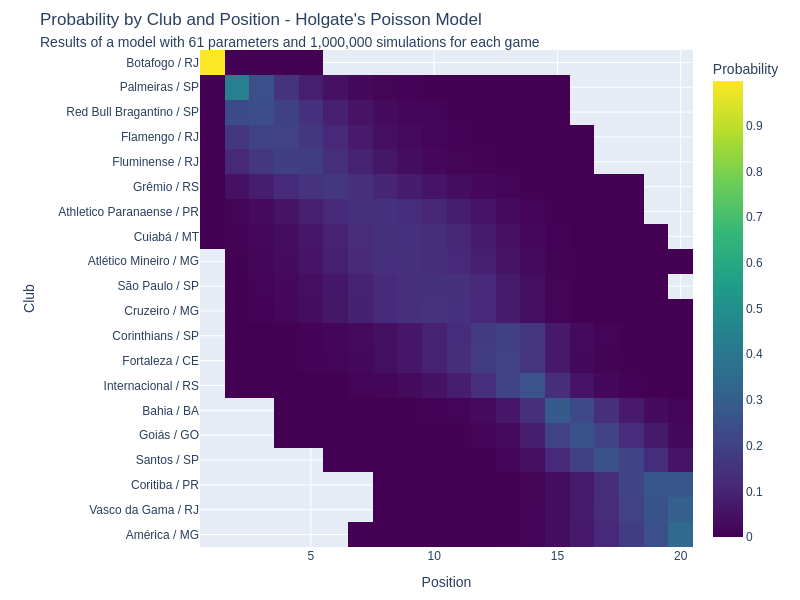 Probability by Club and Position - Holgate's Poisson Model
Results of a model with 61 parameters and 1,000,000 simulations for each game
Probability
Club
Botafogo / RJ
Palmeiras / SP
Red Bull Bragantino / SP
Flamengo / RJ
Fluminense / RJ
Grêmio / RS
Athletico Paranaense / PR
Cuiabá / MT
Atlético Mineiro / MG
São Paulo / SP
Cruzeiro / MG
Corinthians / SP
Fortaleza / CE
Internacional / RS
Bahia / BA
Goiás / GO
Santos / SP
Coritiba / PR
Vasco da Gama / RJ
América / MG
0.9
0.8
0.7
0.6
0.5
0.4
0.3
0.2
0.1
0
5 10 15 20
Position